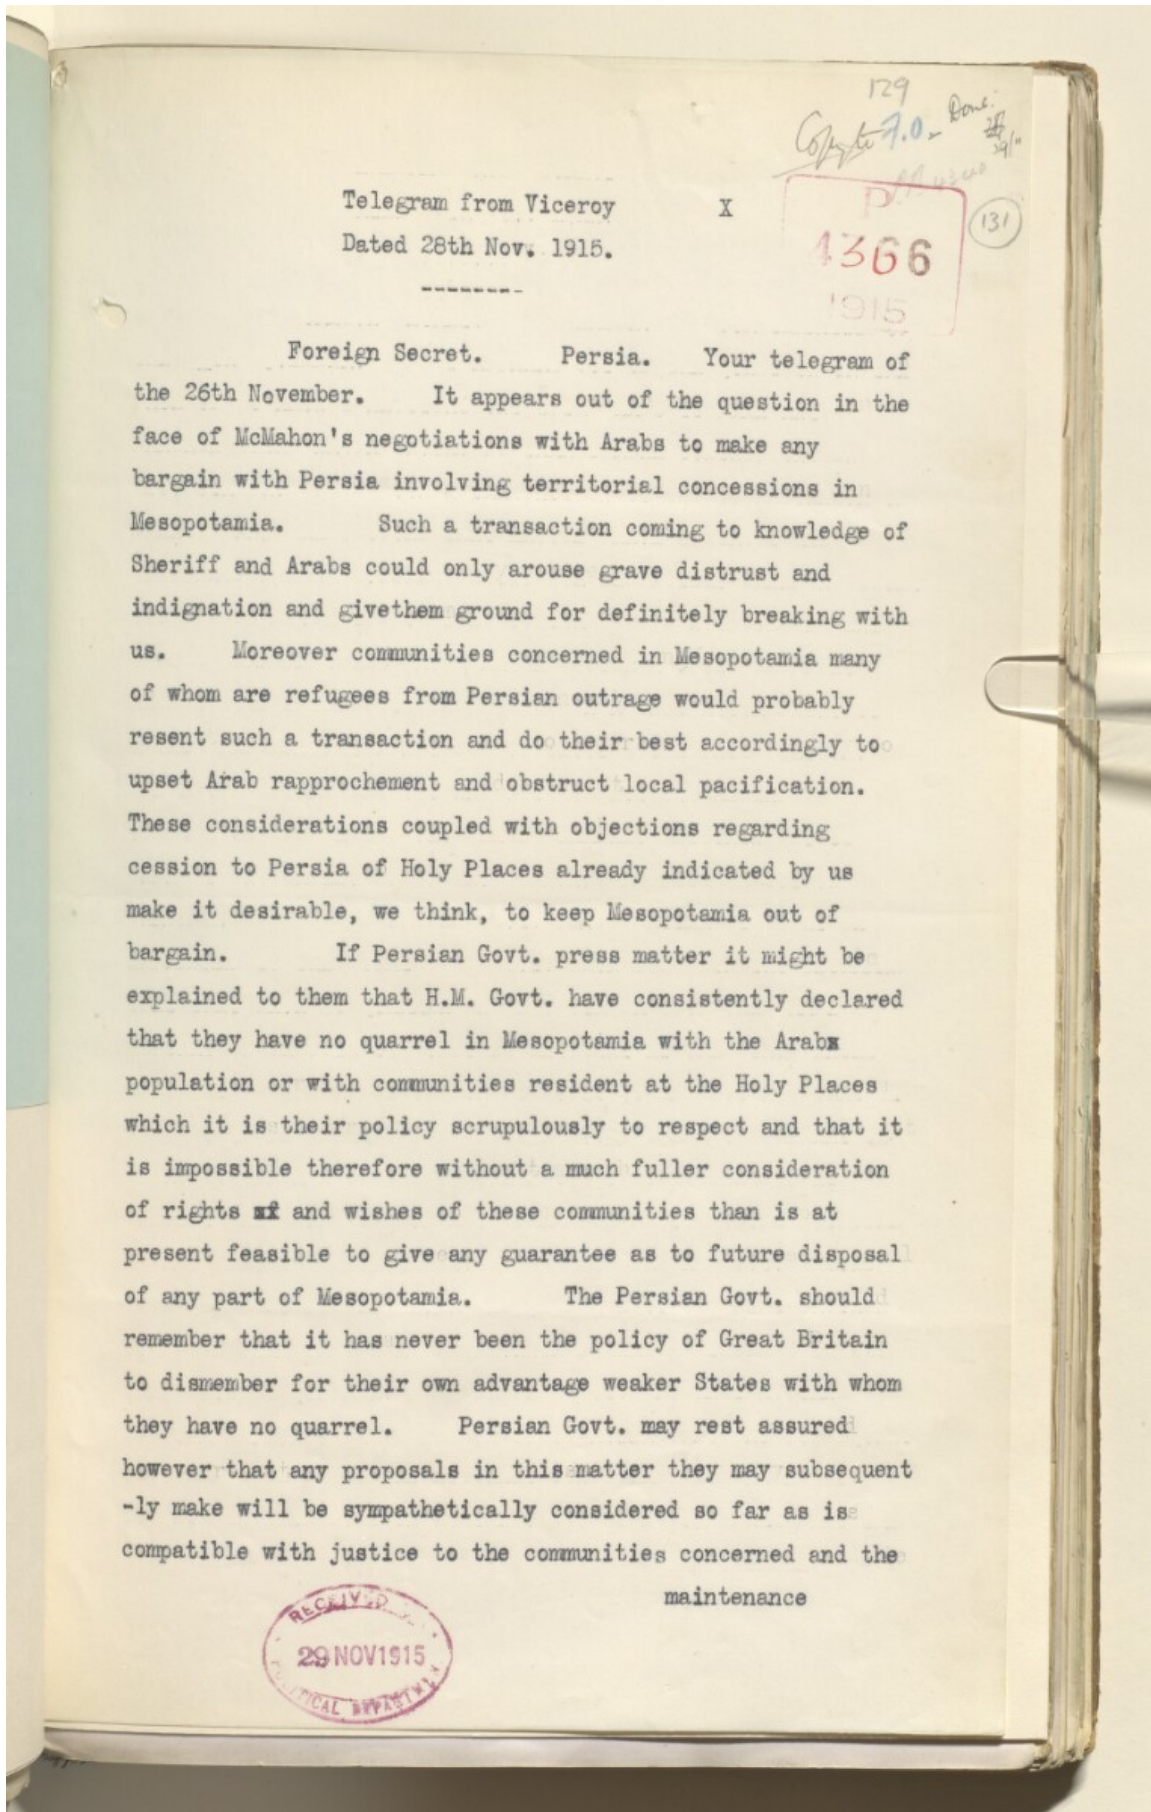 129
Copy to F.O. - Done.
29/11
Telegram from Viceroy X
P
4366
1915
131
Dated 28th Nov. 1915.
--------
Foreign Secret. Persia. Your telegram of
the 26th November. It appears out of the question in the
face of McMahon's negotiations with Arabs to make any
bargain with Persia involving territorial concessions in
Mesopotamia. Such a transaction coming to knowledge of
Sheriff and Arabs could only arouse grave distrust and
indignation and givethem ground for definitely breaking with
us. Moreover communities concerned in Mesopotamia many
of whom are refugees from Persian outrage would probably
resent such a transaction and do their best accordingly to
upset Arab rapprochement and obstruct local pacification.
These considerations coupled with objections regarding
cession to Persia of Holy Places already indicated by us
make it desirable, we think, to keep Mesopotamia out of
bargain. If Persian Govt. press matter it might be
explained to them that H.M. Govt. have consistently declared
that they have no quarrel in Mesopotamia with the Arab
population or with communities resident at the Holy Places
which it is their policy scrupulously to respect and that it
is impossible therefore without a much fuller consideration
of rights and wishes of these communities than is at
present feasible to give any guarantee as to future disposal
of any part of Mesopotamia. The Persian Govt. should
remember that it has never been the policy of Great Britain
to dismember for their own advantage weaker States with whom
they have no quarrel. Persian Govt. may rest assured
however that any proposals in this matter they may subsequent
-ly make will be sympathetically considered so far as is
compatible with justice to the communities concerned and the
maintenance
RECEIVED
29 NOV 1915
POLITICAL DEPARTMENT